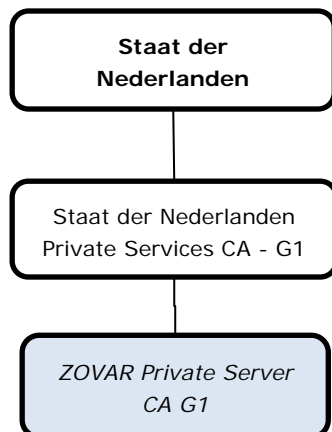 Staat der
Nederlanden
Staat der Nederlanden
Private Services CA - G1
ZOVAR Private Server
CA G1